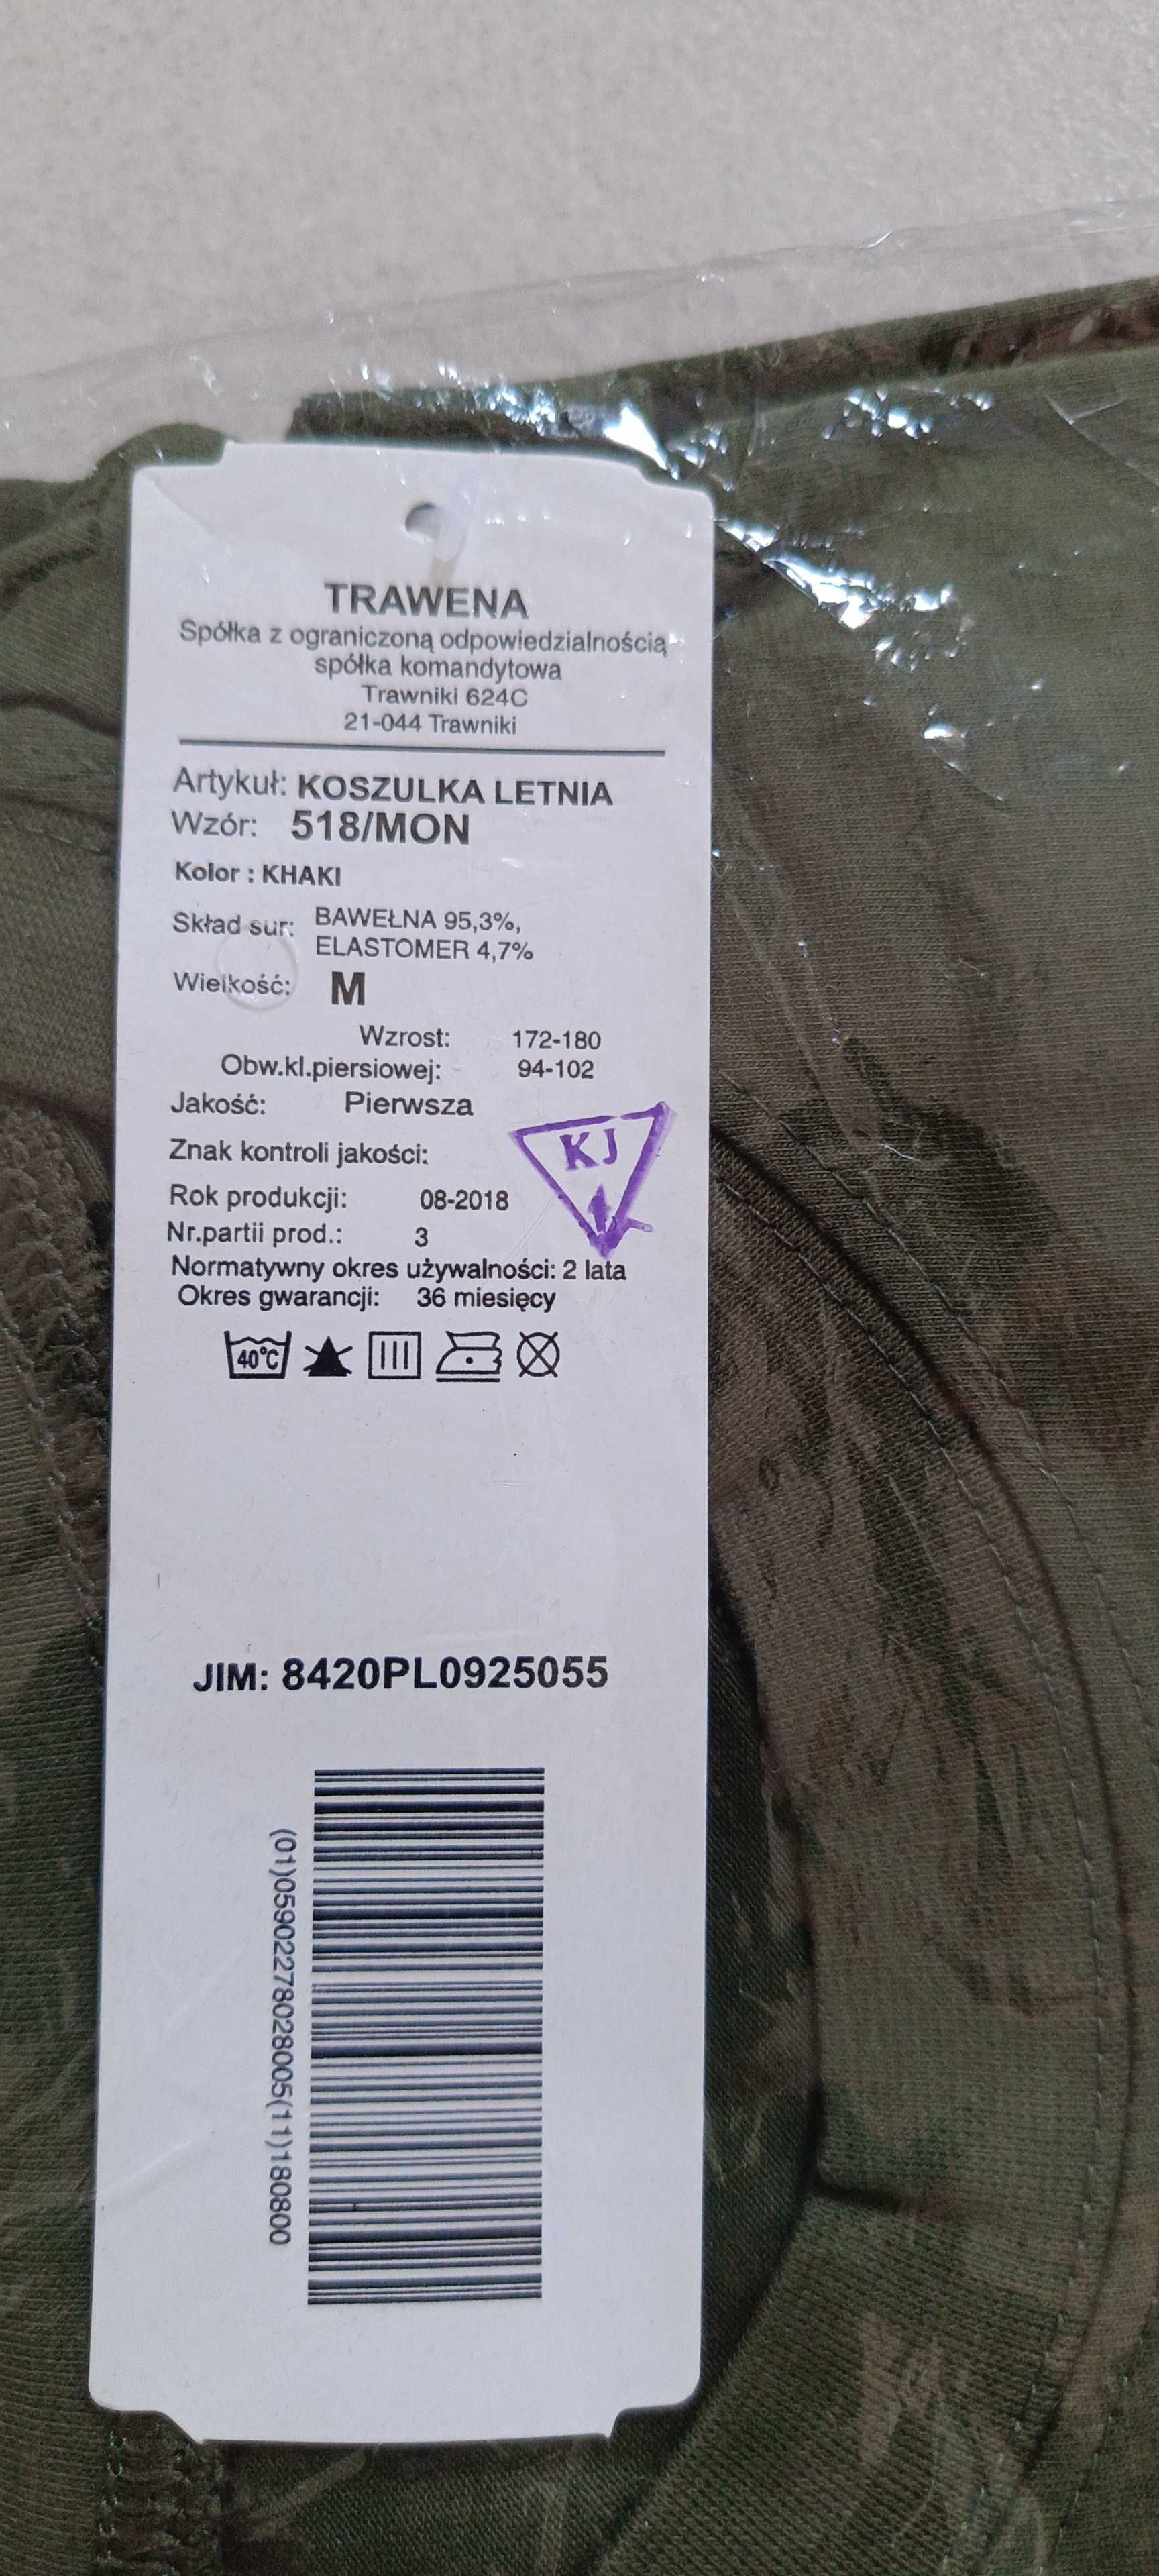 TRAWENA
Spółka z ograniczoną odpowiedzialnością
spółka komandytowa
Trawniki 624C
21-044 Trawniki
Artykuł: KOSZULKA LETNIA
Wzór: 518/MON
Kolor : KHAKI
Skład sur: BAWEŁNA 95,3%,
ELASTOMER 4,7%
Wielkość: M
Wzrost: 172-180
Obw.kl.piersiowej: 94-102
Jakość: Pierwsza
Znak kontroli jakości:
KJ
Rok produkcji: 08-2018
Nr.partii prod.: 3
Normatywny okres używalności: 2 lata
Okres gwarancji: 36 miesięcy
40°C
JIM: 8420PL0925055
(01)05902278028005(11)180800